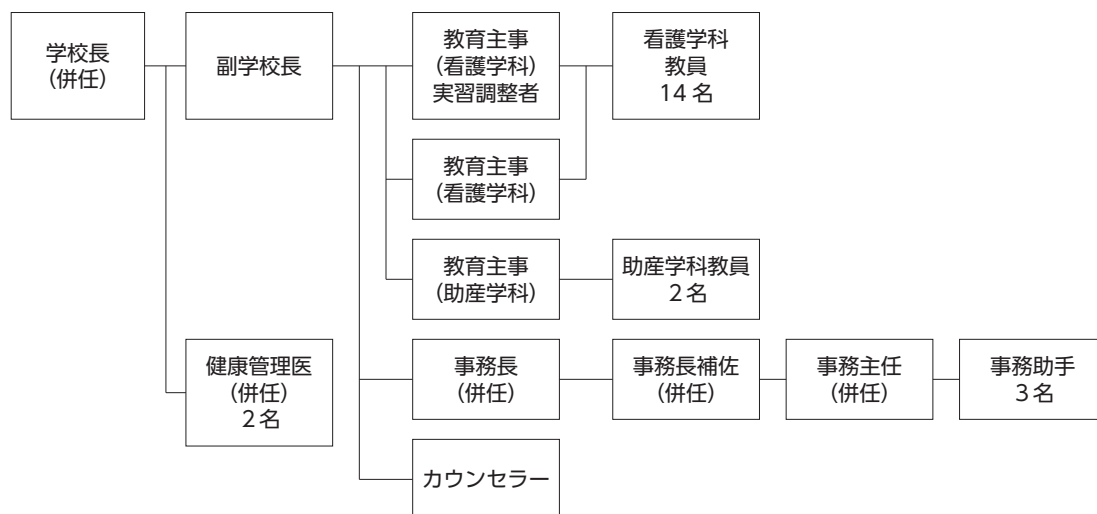 学校長
(併任)
副学校長
教育主事
(看護学科)
実習調整者
看護学科
教員
14名
教育主事
(看護学科)
教育主事
(助産学科)
助産学科教員
2名
健康管理医
(併任)
2名
事務長
(併任)
事務長補佐
(併任)
事務主任
(併任)
事務助手
3名
カウンセラー